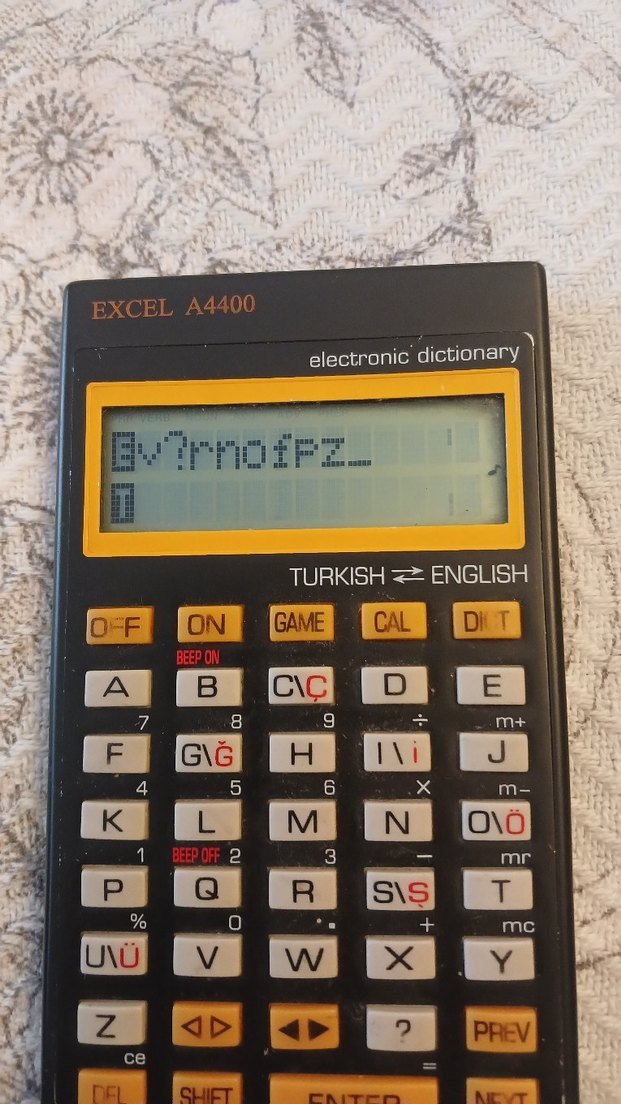 EXCEL A4400
electronic dictionary
Ev?rnofpz_
T
TURKISH ⇄ ENGLISH
OFF ON GAME CAL DICT
BEEP ON
A B C\Ç D E
7 8 9 ÷ m+
F G\Ğ H I\i J
4 5 6 × m−
K L M N O\Ö
1 BEEP OFF 2 3 − mr
P Q R S\Ş T
% 0 . + mc
U\Ü V W X Y
Z ◁ ▷ ◀ ▶ ? PREV
ce =
DEL SHIFT ENTER NEXT